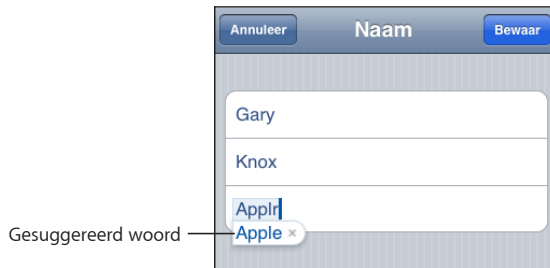 Annuleer Naam Bewaar
Gary
Knox
Applr
Gesuggereerd woord Apple ×